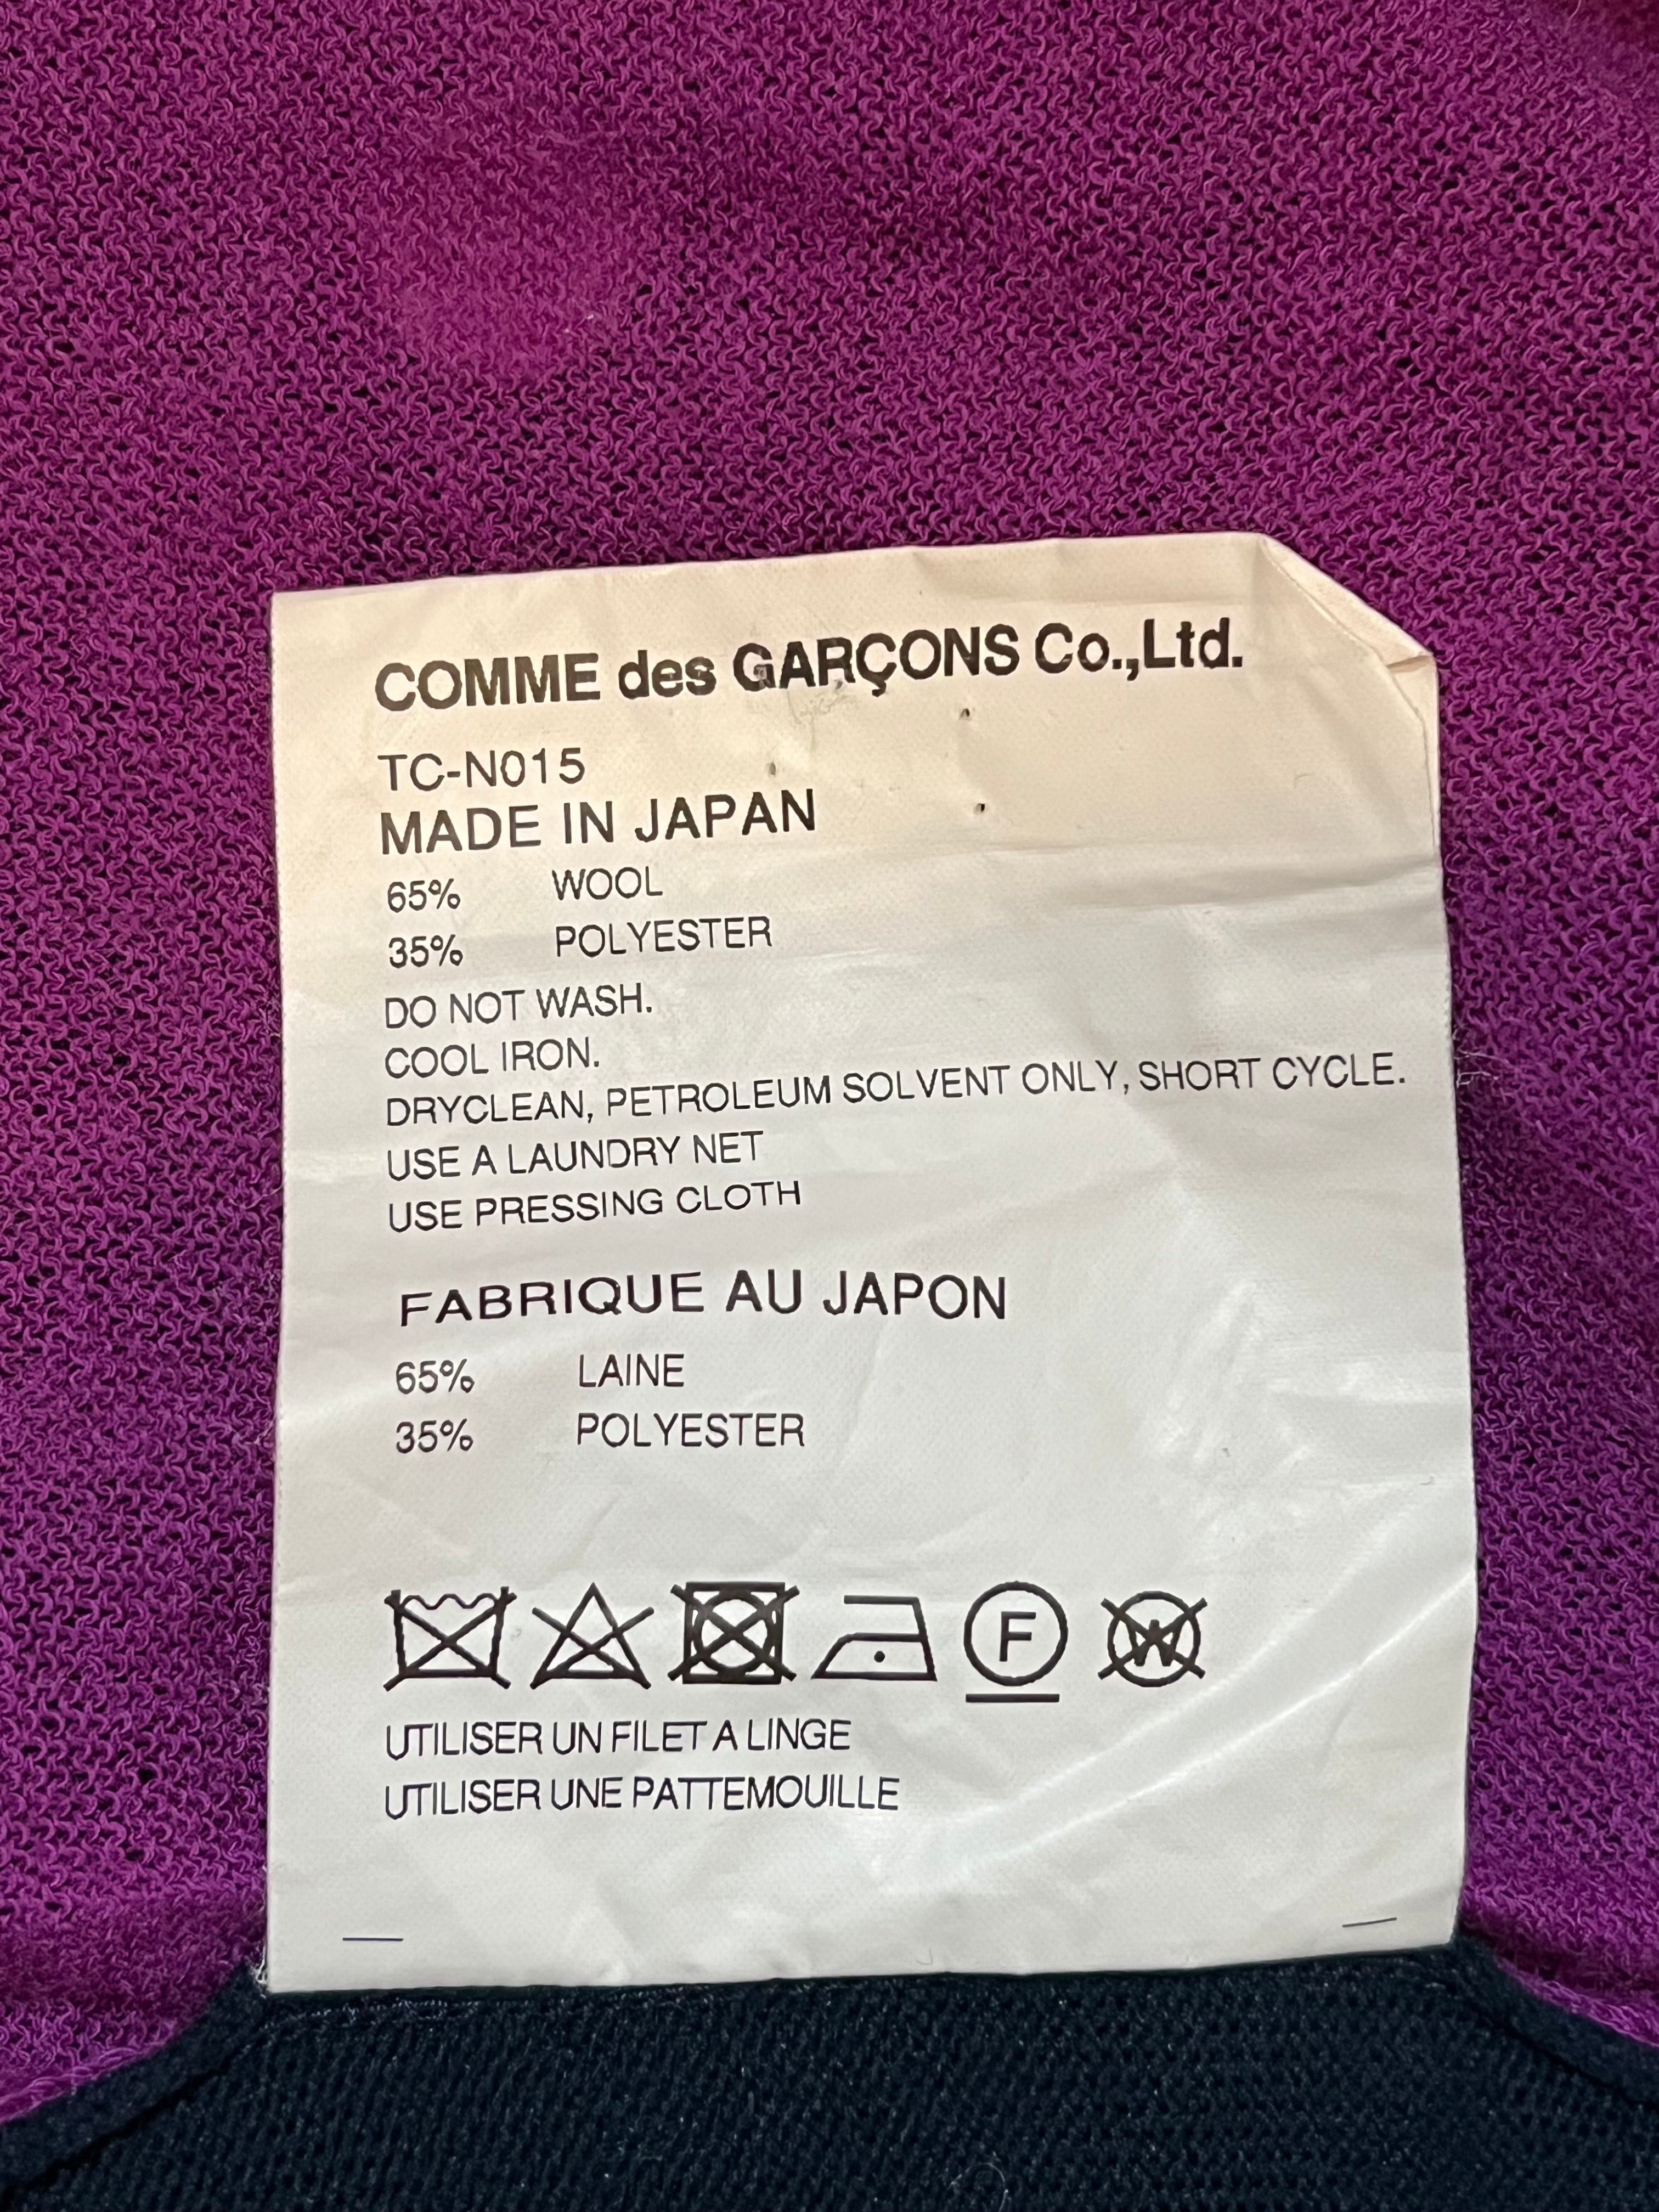 COMME des GARÇONS Co.,Ltd.
TC-N015
MADE IN JAPAN
65% WOOL
35% POLYESTER
DO NOT WASH.
COOL IRON.
DRYCLEAN, PETROLEUM SOLVENT ONLY, SHORT CYCLE.
USE A LAUNDRY NET
USE PRESSING CLOTH
FABRIQUE AU JAPON
65% LAINE
35% POLYESTER
F W
UTILISER UN FILET A LINGE
UTILISER UNE PATTEMOUILLE